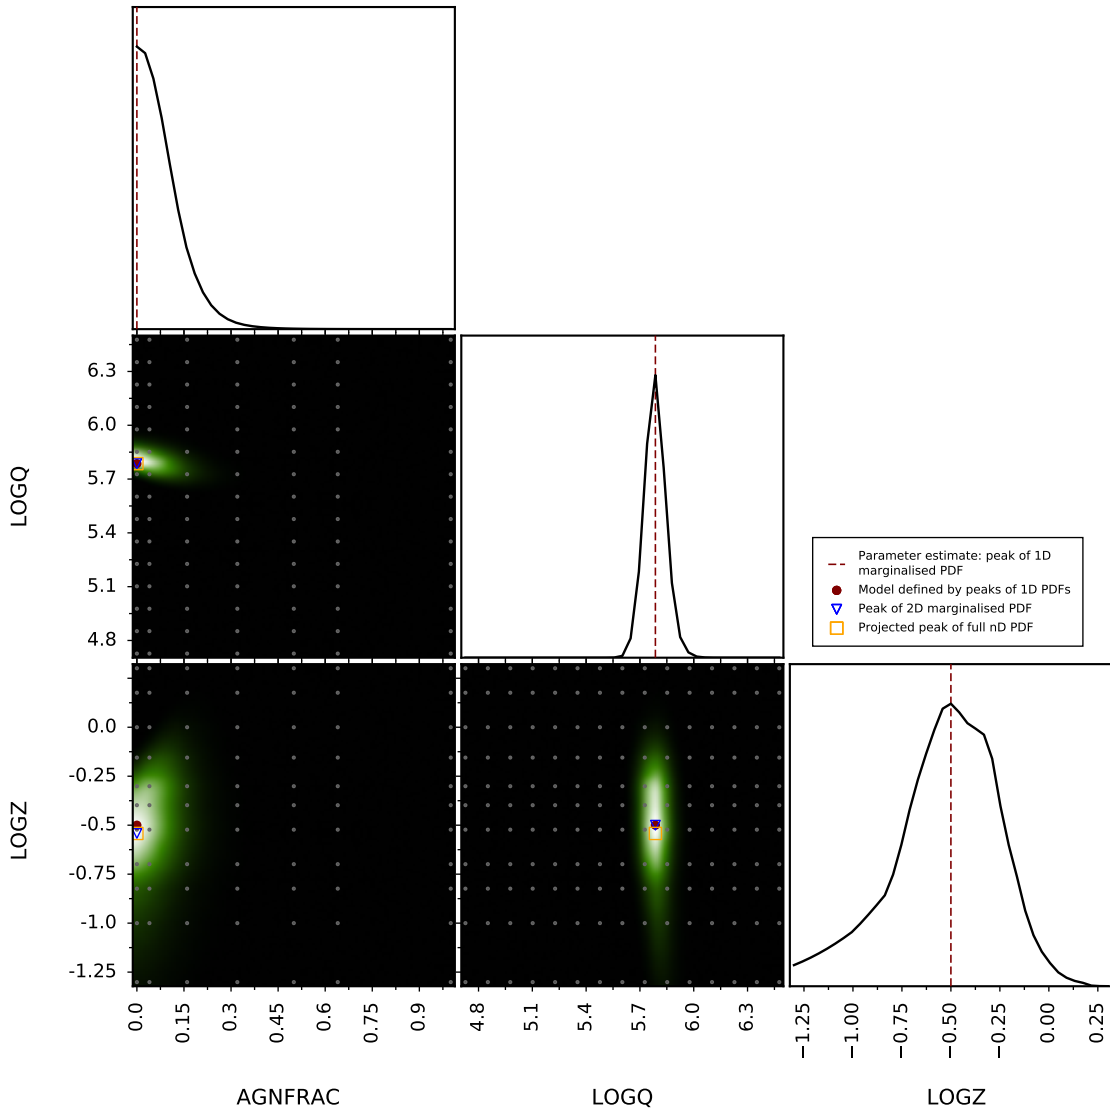 LOGQ
6.3
6.0
5.7
5.4
5.1
4.8
Parameter estimate: peak of 1D
marginalised PDF
Model defined by peaks of 1D PDFs
Peak of 2D marginalised PDF
Projected peak of full nD PDF
LOGZ
0.0
-0.25
-0.5
-0.75
-1.0
-1.25
0.0 0.15 0.3 0.45 0.6 0.75 0.9
4.8 5.1 5.4 5.7 6.0 6.3
−1.25 −1.00 −0.75 −0.50 −0.25 0.00 0.25
AGNFRAC LOGQ LOGZ